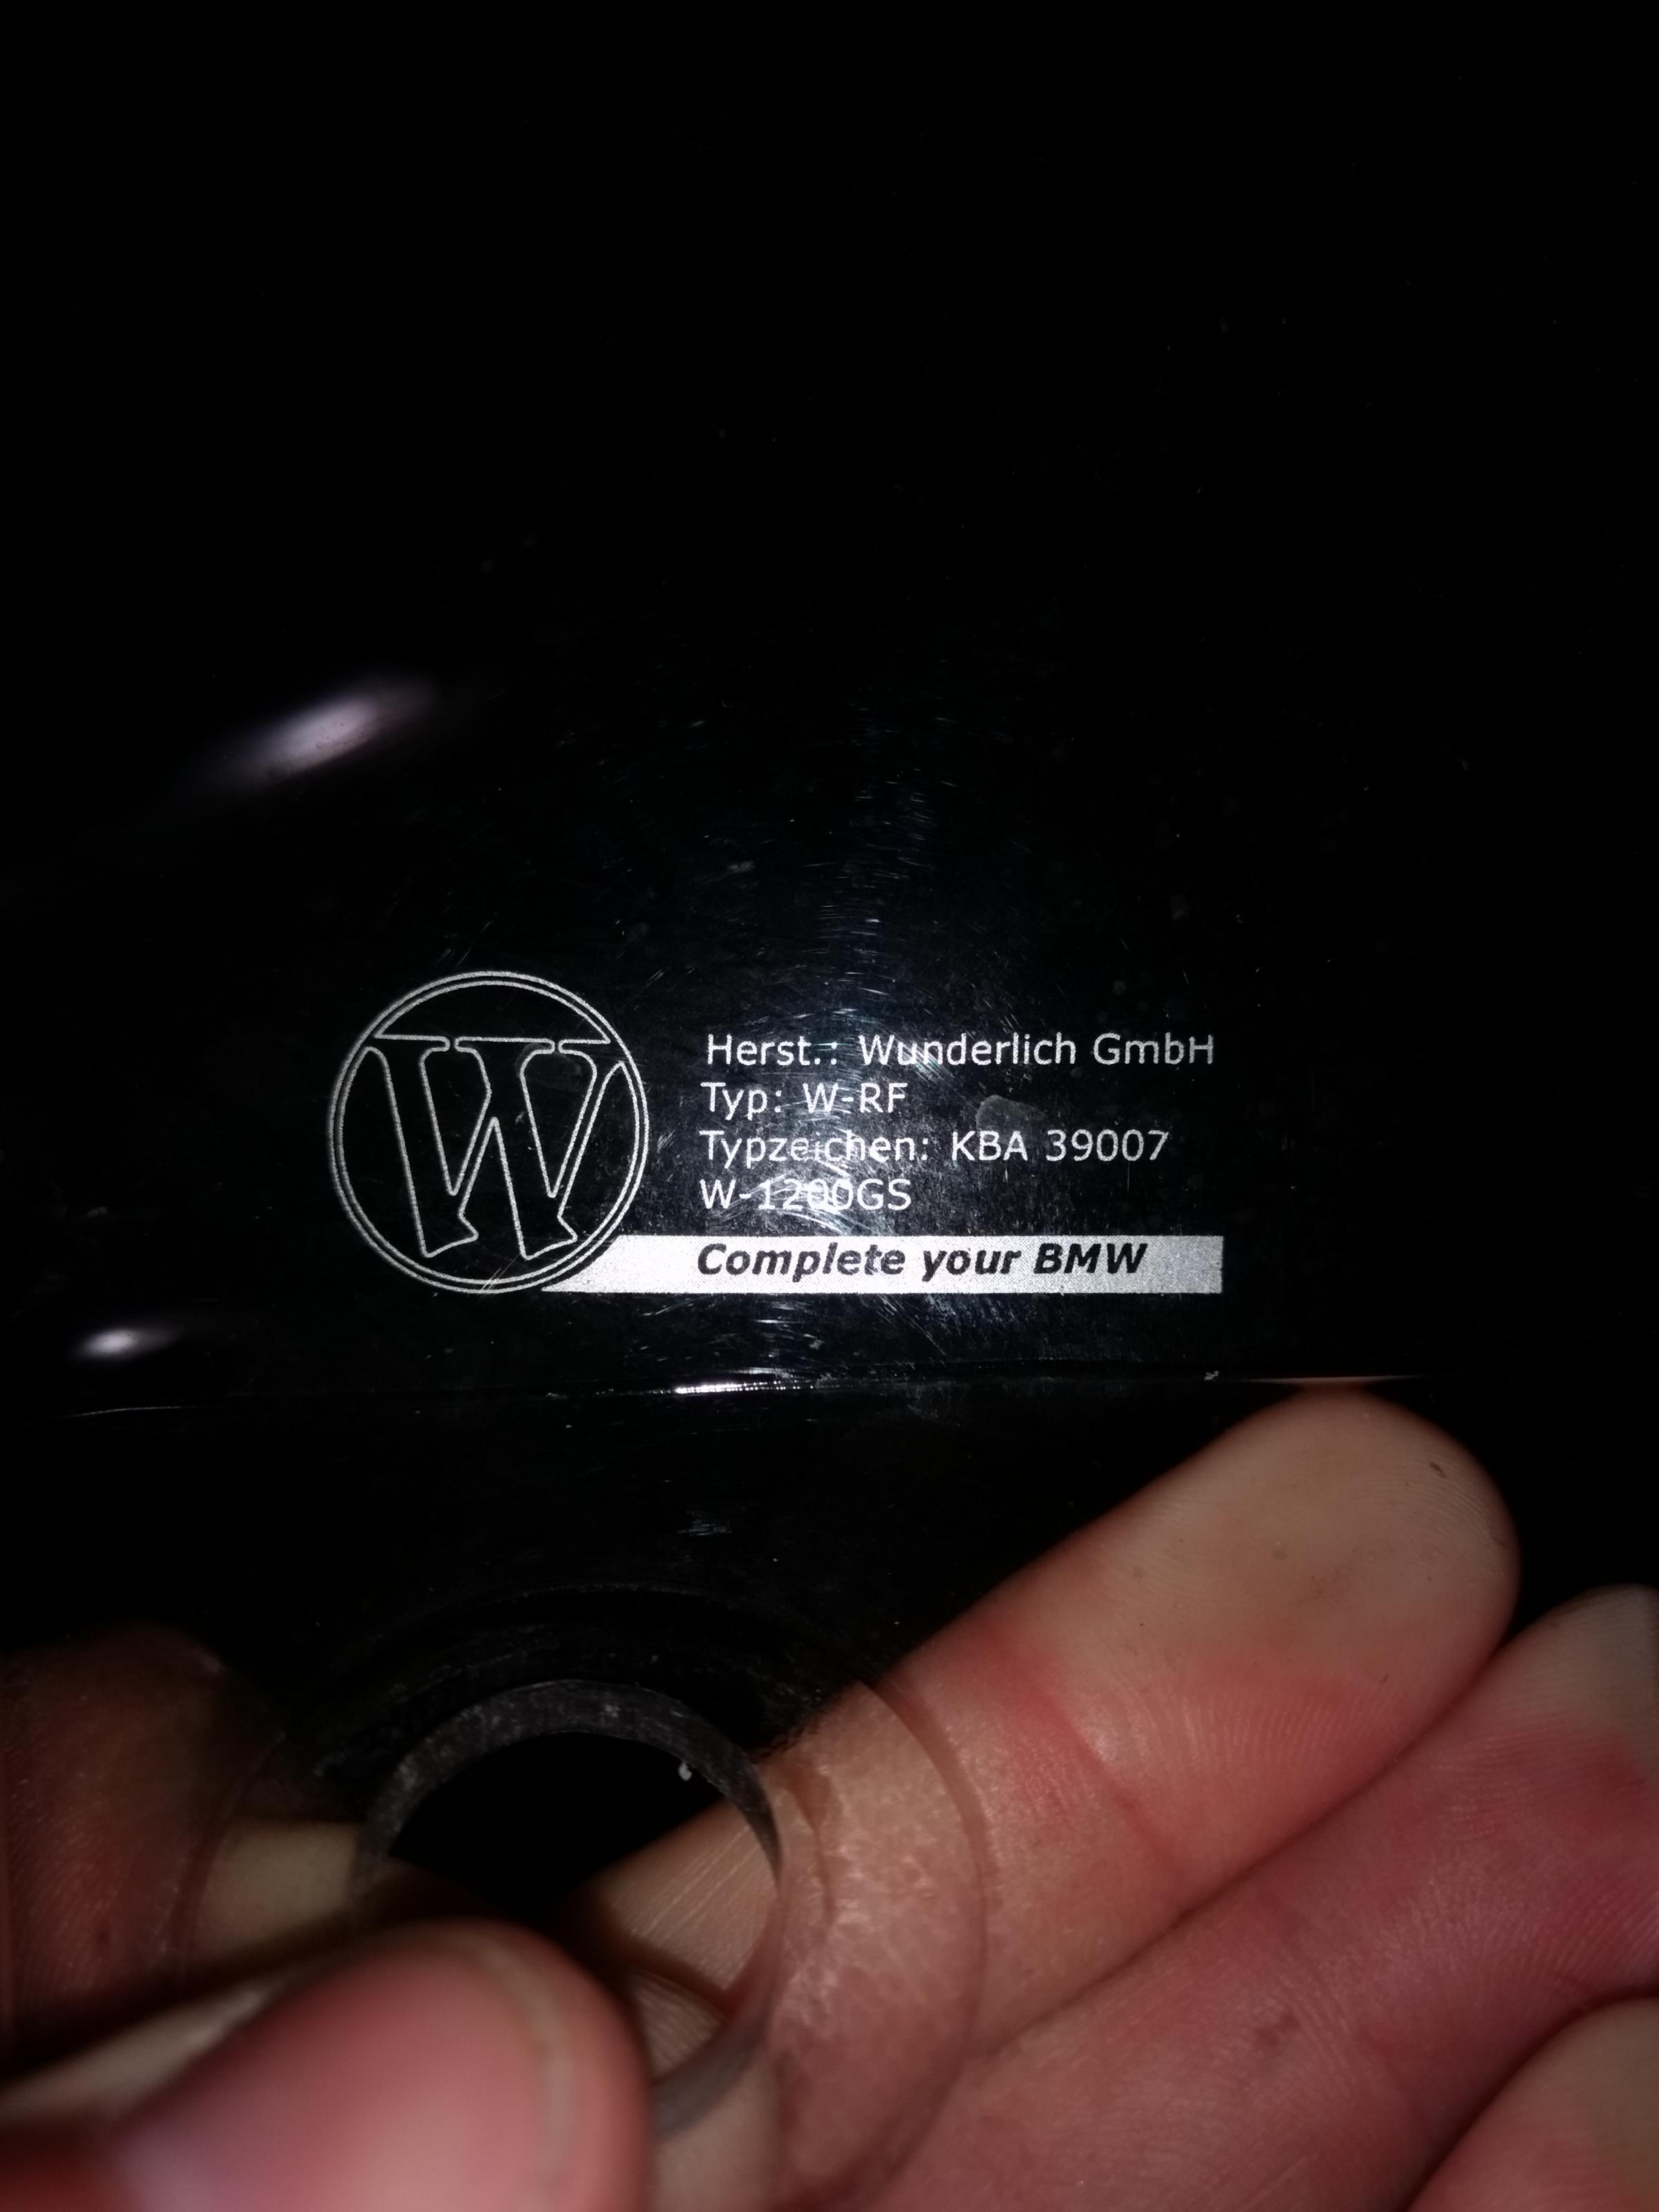 W
Herst.: Wunderlich GmbH
Typ: W-RF
Typzeichen: KBA 39007
W-1200GS
Complete your BMW